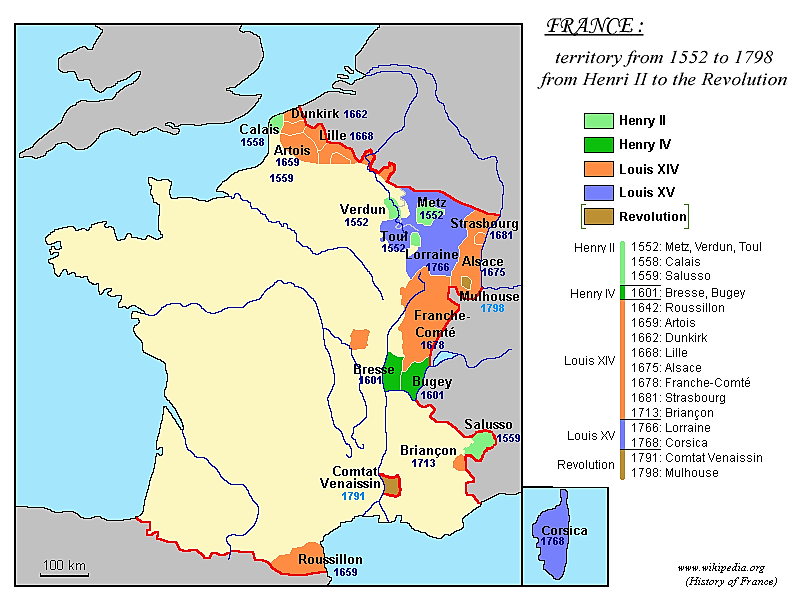 FRANCE :
territory from 1552 to 1798
from Henri II to the Revolution
Henry II
Henry IV
Louis XIV
Louis XV
Revolution
Henry II
1552: Metz, Verdun, Toul
1558: Calais
1559: Salusso
Henry IV
1601: Bresse, Bugey
Louis XIV
1642: Roussillon
1659: Artois
1662: Dunkirk
1668: Lille
1675: Alsace
1678: Franche-Comté
1681: Strasbourg
1713: Briançon
Louis XV
1766: Lorraine
1768: Corsica
Revolution
1791: Comtat Venaissin
1798: Mulhouse
Dunkirk 1662
Calais
1558
Lille 1668
Artois
1659
1559
Verdun
1552
Metz
1552
Toul
1552
Strasbourg
1681
Lorraine
1766
Alsace
1675
Mulhouse
1798
Franche-
Comté
1678
Bresse
1601
Bugey
1601
Salusso
1559
Briançon
1713
Comtat
Venaissin
1791
Roussillon
1659
Corsica
1768
100 km
www.wikipedia.org
(History of France)